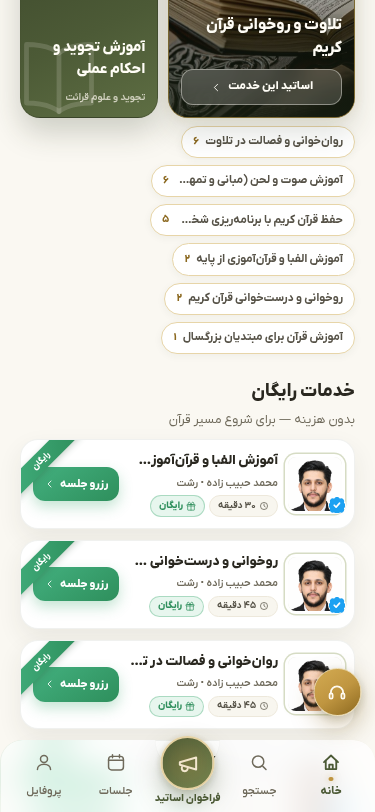 تلاوت و روخوانی قرآن
کریم
اساتید این خدمت
آموزش تجوید و
احکام عملی
تجوید و علوم قرائت
روان‌خوانی و فصالت در تلاوت ۶
آموزش صوت و لحن (مبانی و تمه... ۶
حفظ قرآن کریم با برنامه‌ریزی شخ... ۵
آموزش الفبا و قرآن‌آموزی از پایه ۲
روخوانی و درست‌خوانی قرآن کریم ۲
آموزش قرآن برای مبتدیان بزرگسال ۱
خدمات رایگان
بدون هزینه — برای شروع مسیر قرآن
آموزش الفبا و قرآن‌آموز...
محمد حبیب زاده • رشت
۳۰ دقیقه
رایگان
رزرو جلسه
رایگان
روخوانی و درست‌خوانی ...
محمد حبیب زاده • رشت
۴۵ دقیقه
رایگان
رزرو جلسه
رایگان
روان‌خوانی و فصالت در ت...
محمد حبیب زاده • رشت
۴۵ دقیقه
رایگان
رزرو جلسه
رایگان
خانه
جستجو
فراخوان اساتید
جلسات
پروفایل